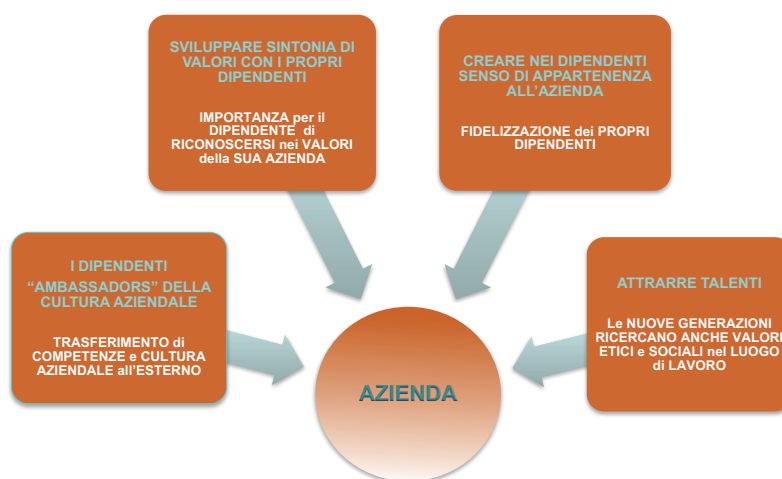 SVILUPPARE SINTONIA DI
VALORI CON I PROPRI
DIPENDENTI
IMPORTANZA per il
DIPENDENTE di
RICONOSCERSI nei VALORI
della SUA AZIENDA
CREARE NEI DIPENDENTI
SENSO DI APPARTENENZA
ALL’AZIENDA
FIDELIZZAZIONE dei PROPRI
DIPENDENTI
I DIPENDENTI
“AMBASSADORS” DELLA
CULTURA AZIENDALE
TRASFERIMENTO di
COMPETENZE e CULTURA
AZIENDALE all’ESTERNO
ATTRARRE TALENTI
Le NUOVE GENERAZIONI
RICERCANO ANCHE VALORI
ETICI e SOCIALI nel LUOGO
di LAVORO
AZIENDA